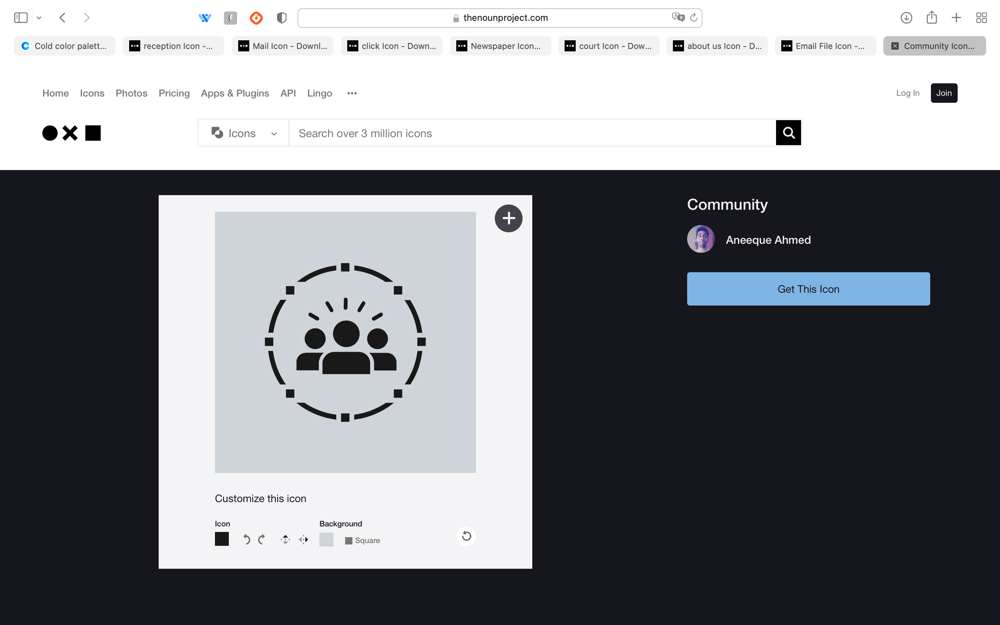 thenounproject.com
Cold color palett...
reception Icon -...
Mail Icon - Downl...
click Icon - Down...
Newspaper Icon...
court Icon - Dow...
about us Icon - D...
Email File Icon -...
Community Icon...
Home Icons Photos Pricing Apps & Plugins API Lingo ••• Log In Join
Icons Search over 3 million icons
Community
Aneeque Ahmed
Get This Icon
Customize this icon
Icon Background
Square